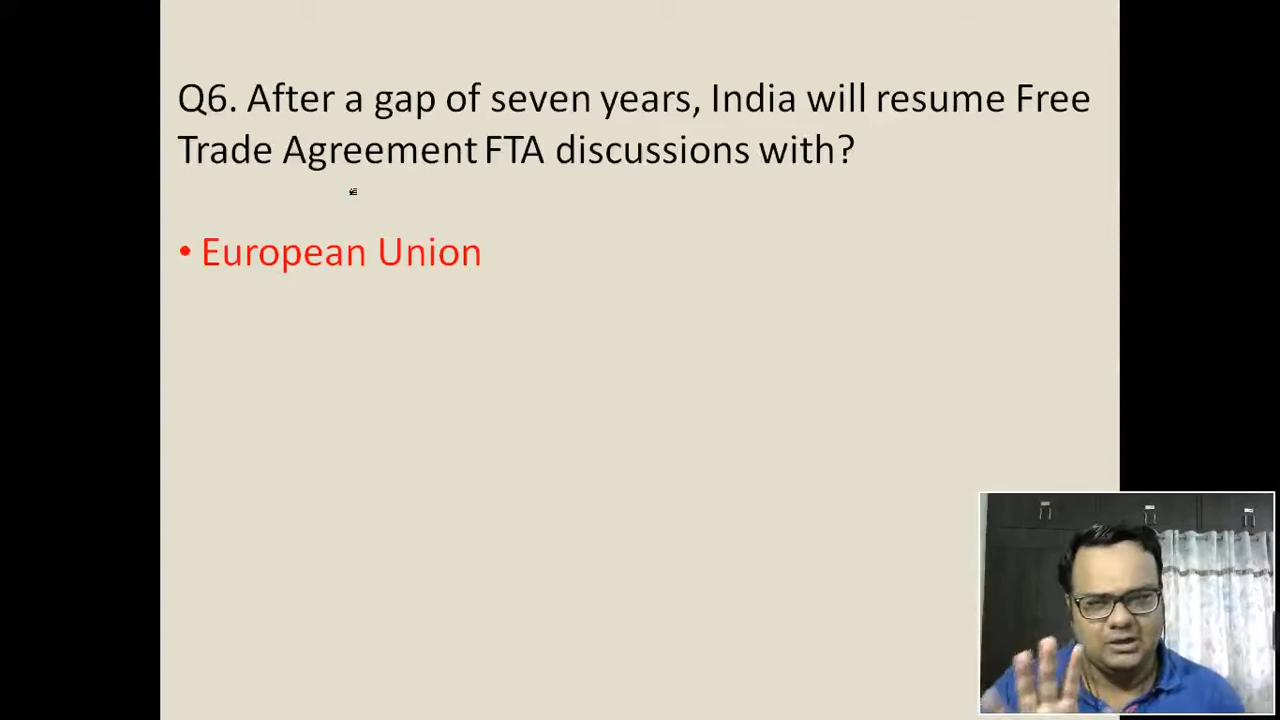 Q6. After a gap of seven years, India will resume Free
Trade Agreement FTA discussions with?
• European Union